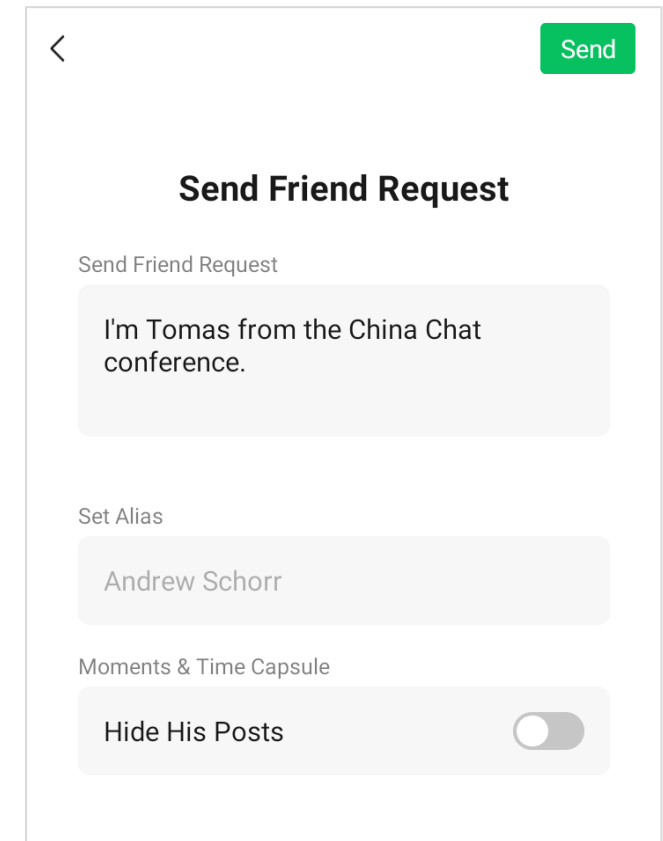 Send
Send Friend Request
Send Friend Request
I'm Tomas from the China Chat
conference.
Set Alias
Andrew Schorr
Moments & Time Capsule
Hide His Posts